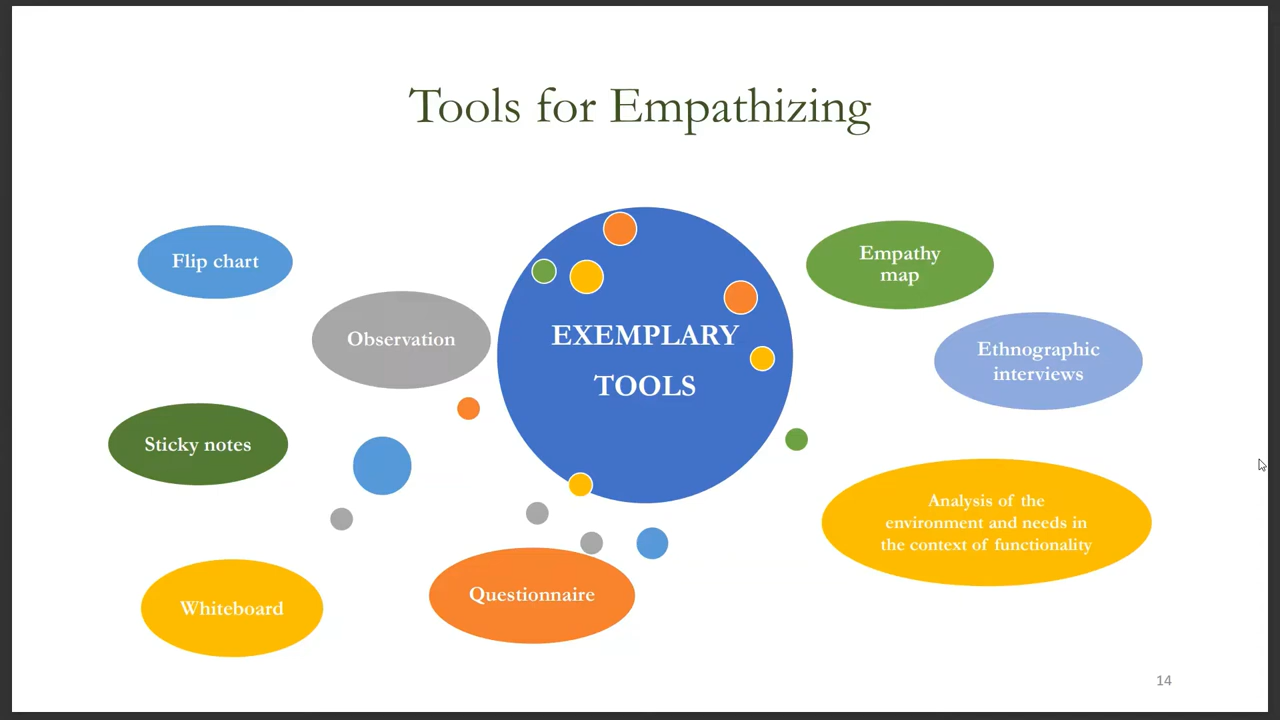 Tools for Empathizing
Flip chart
Observation
Sticky notes
Whiteboard
Questionnaire
EXEMPLARY
TOOLS
Empathy
map
Ethnographic
interviews
Analysis of the
environment and needs in
the context of functionality
14